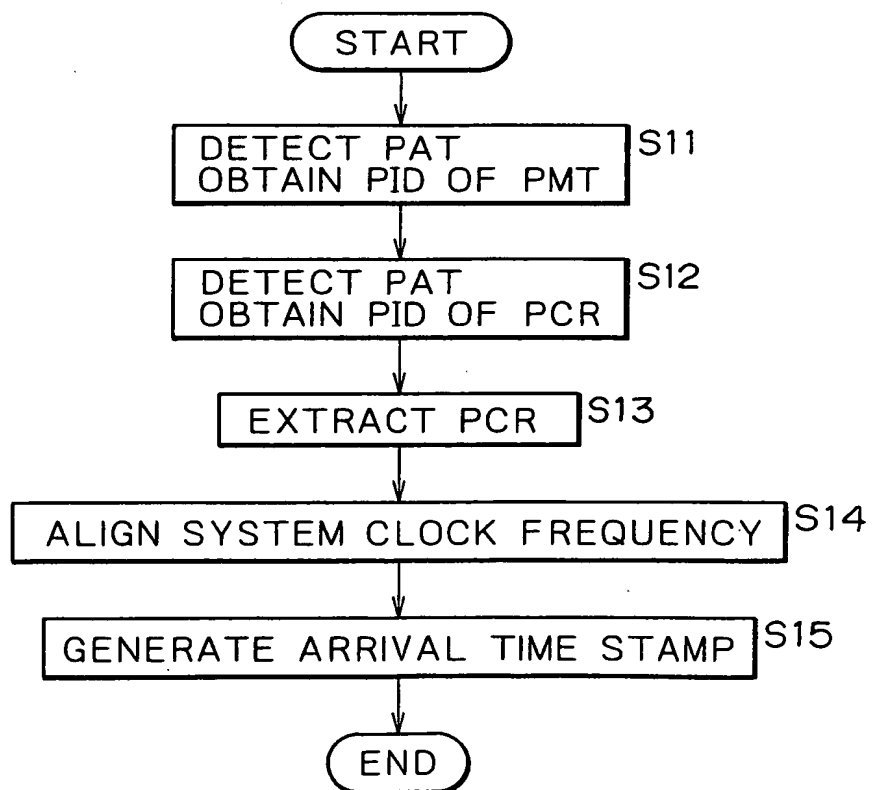 START
DETECT PAT
OBTAIN PID OF PMT
S11
DETECT PAT
OBTAIN PID OF PCR
S12
EXTRACT PCR
S13
ALIGN SYSTEM CLOCK FREQUENCY
S14
GENERATE ARRIVAL TIME STAMP
S15
END